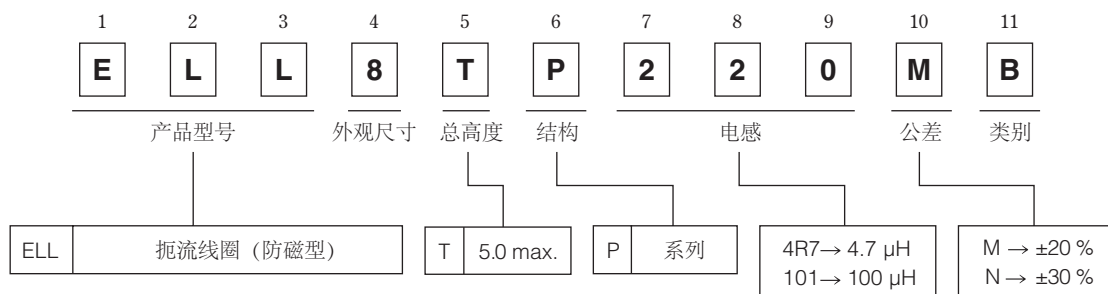 1 2 3 4 5 6 7 8 9 10 11
E L L 8 T P 2 2 0 M B
产品型号 外观尺寸 总高度 结构 电感 公差 类别
ELL 扼流线圈 (防磁型)
T 5.0 max.
P 系列
4R7→ 4.7 µH
101→ 100 µH
M → ±20 %
N → ±30 %